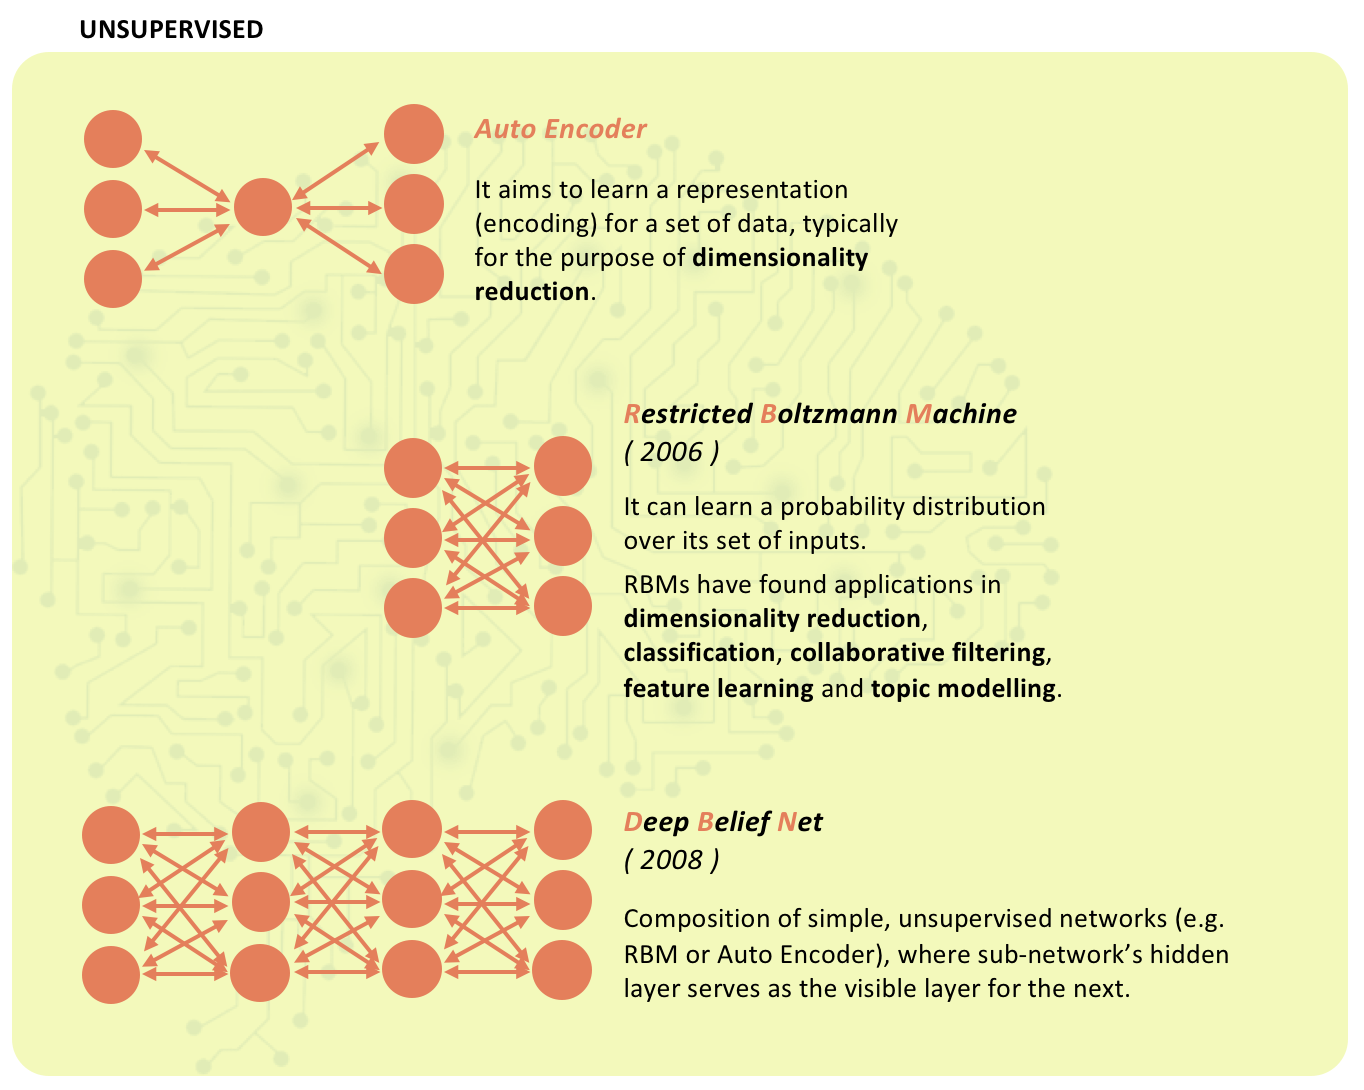 UNSUPERVISED
Auto Encoder
It aims to learn a representation
(encoding) for a set of data, typically
for the purpose of dimensionality
reduction.
Restricted Boltzmann Machine
( 2006 )
It can learn a probability distribution
over its set of inputs.
RBMs have found applications in
dimensionality reduction,
classification, collaborative filtering,
feature learning and topic modelling.
Deep Belief Net
( 2008 )
Composition of simple, unsupervised networks (e.g.
RBM or Auto Encoder), where sub-network’s hidden
layer serves as the visible layer for the next.